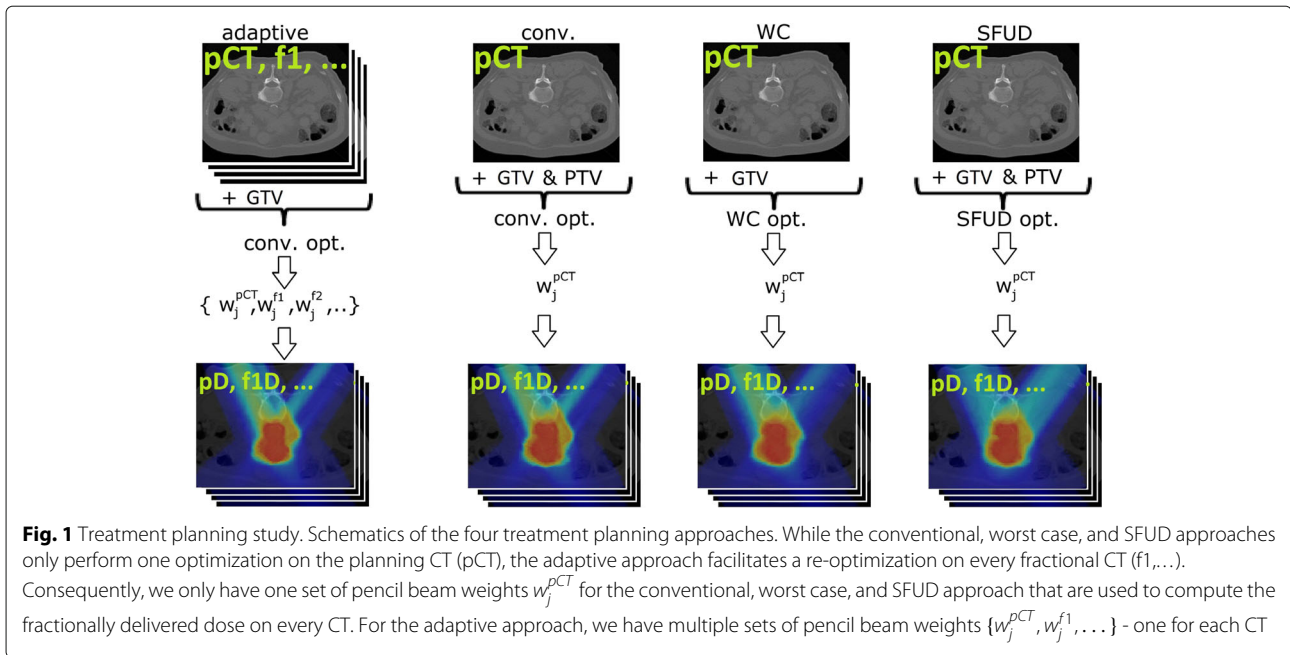 adaptive conv. WC SFUD
pCT, f1, ... pCT pCT pCT
+ GTV + GTV & PTV + GTV + GTV & PTV
conv. opt. conv. opt. WC opt. SFUD opt.
{ w_j^pCT, w_j^f1, w_j^f2, ..} w_j^pCT w_j^pCT w_j^pCT
pD, f1D, ... pD, f1D, ... pD, f1D, ... pD, f1D, ...
Fig. 1 Treatment planning study. Schematics of the four treatment planning approaches. While the conventional, worst case, and SFUD approaches
only perform one optimization on the planning CT (pCT), the adaptive approach facilitates a re-optimization on every fractional CT (f1,...).
Consequently, we only have one set of pencil beam weights w_j^pCT for the conventional, worst case, and SFUD approach that are used to compute the
fractionally delivered dose on every CT. For the adaptive approach, we have multiple sets of pencil beam weights {w_j^pCT, w_j^f1, ...} - one for each CT